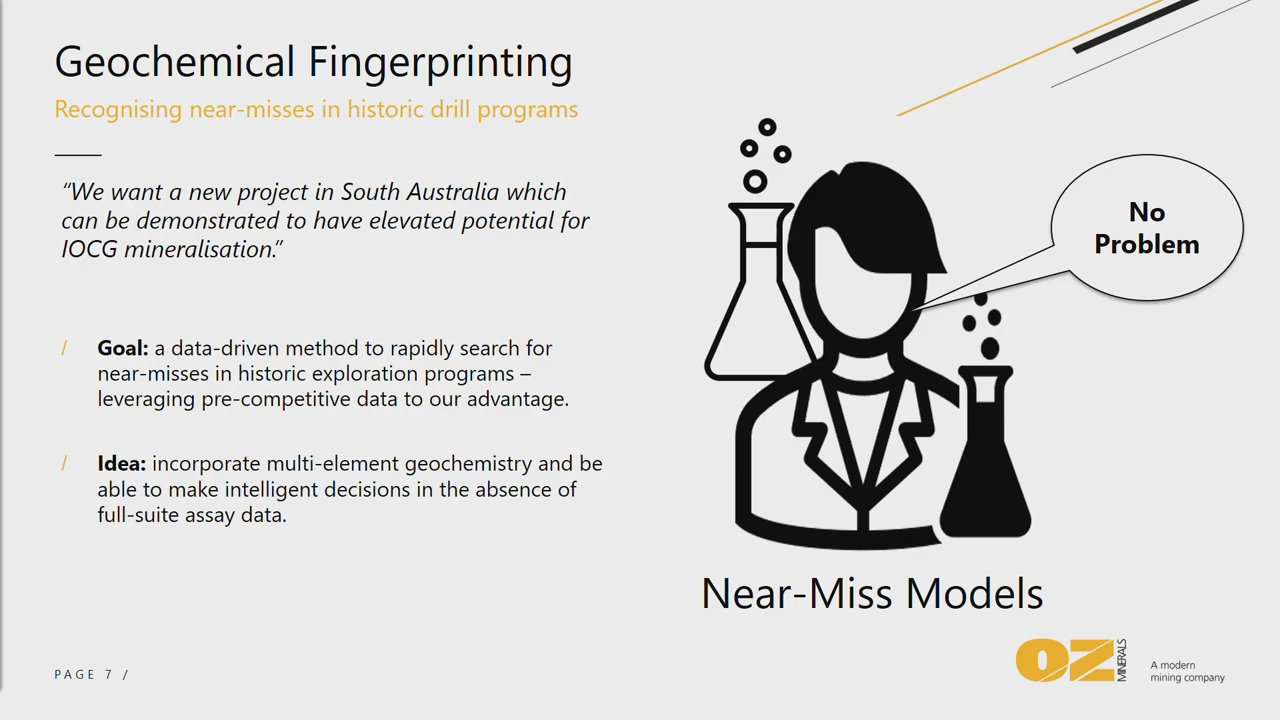 Geochemical Fingerprinting
Recognising near-misses in historic drill programs
“We want a new project in South Australia which
can be demonstrated to have elevated potential for
IOCG mineralisation.”
/ Goal: a data-driven method to rapidly search for
near-misses in historic exploration programs –
leveraging pre-competitive data to our advantage.
/ Idea: incorporate multi-element geochemistry and be
able to make intelligent decisions in the absence of
full-suite assay data.
No
Problem
Near-Miss Models
PAGE 7 /
OZ MINERALS
A modern
mining company